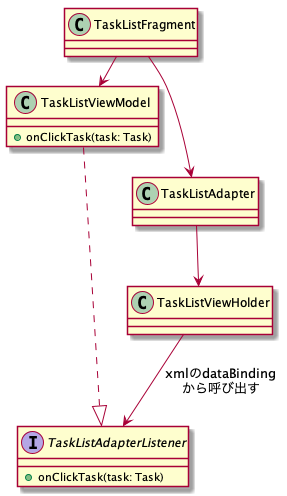 C TaskListFragment
C TaskListViewModel
onClickTask(task: Task)
C TaskListAdapter
C TaskListViewHolder
xmlのdataBinding
から呼び出す
I TaskListAdapterListener
onClickTask(task: Task)